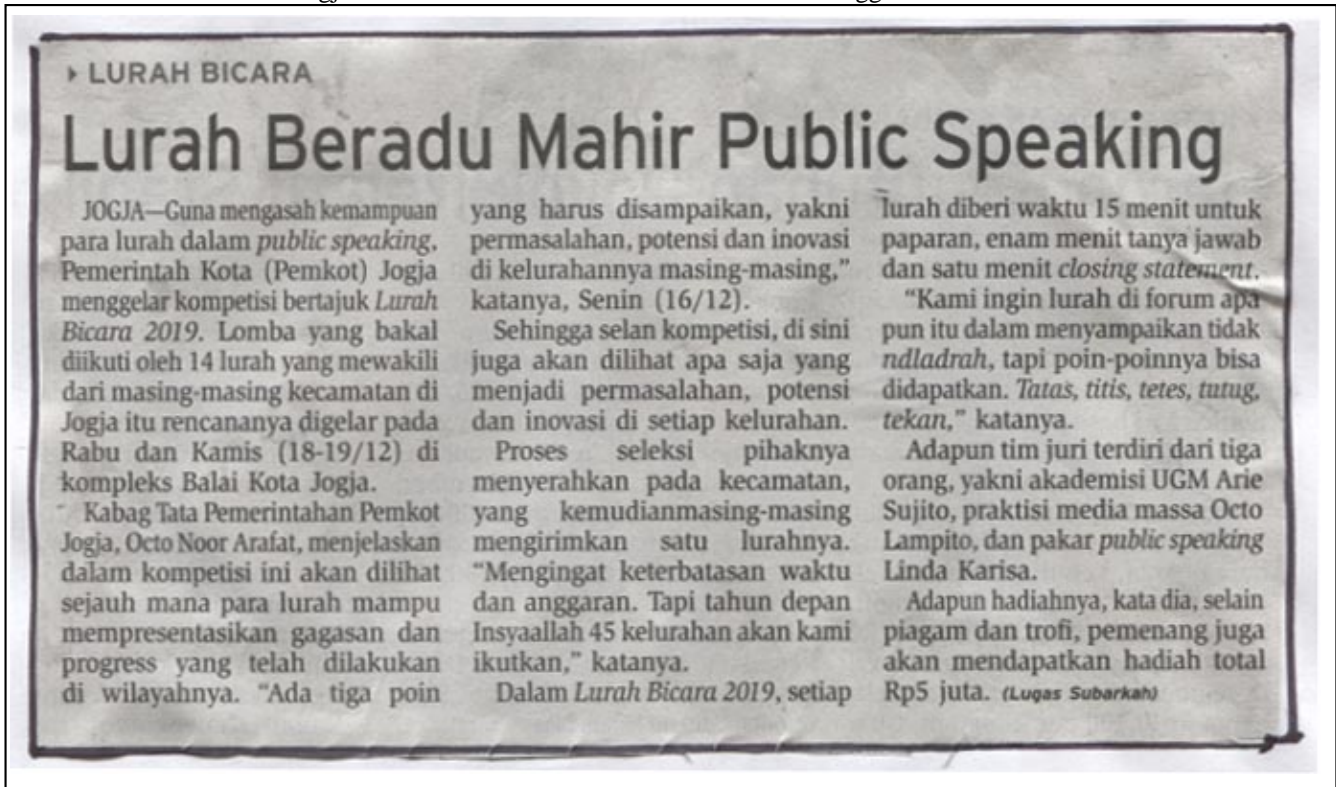 ▸ LURAH BICARA
Lurah Beradu Mahir Public Speaking
JOGJA—Guna mengasah kemampuan
para lurah dalam public speaking,
Pemerintah Kota (Pemkot) Jogja
menggelar kompetisi bertajuk Lurah
Bicara 2019. Lomba yang bakal
diikuti oleh 14 lurah yang mewakili
dari masing-masing kecamatan di
Jogja itu rencananya digelar pada
Rabu dan Kamis (18-19/12) di
kompleks Balai Kota Jogja.
Kabag Tata Pemerintahan Pemkot
Jogja, Octo Noor Arafat, menjelaskan
dalam kompetisi ini akan dilihat
sejauh mana para lurah mampu
mempresentasikan gagasan dan
progress yang telah dilakukan
di wilayahnya. “Ada tiga poin
yang harus disampaikan, yakni
permasalahan, potensi dan inovasi
di kelurahannya masing-masing,”
katanya, Senin (16/12).
Sehingga selan kompetisi, di sini
juga akan dilihat apa saja yang
menjadi permasalahan, potensi
dan inovasi di setiap kelurahan.
Proses seleksi pihaknya
menyerahkan pada kecamatan,
yang kemudianmasing-masing
mengirimkan satu lurahnya.
“Mengingat keterbatasan waktu
dan anggaran. Tapi tahun depan
Insyaallah 45 kelurahan akan kami
ikutkan,” katanya.
Dalam Lurah Bicara 2019, setiap
lurah diberi waktu 15 menit untuk
paparan, enam menit tanya jawab
dan satu menit closing statement.
“Kami ingin lurah di forum apa
pun itu dalam menyampaikan tidak
ndladrah, tapi poin-poinnya bisa
didapatkan. Tatas, titis, tetes, tutug,
tekan,” katanya.
Adapun tim juri terdiri dari tiga
orang, yakni akademisi UGM Arie
Sujito, praktisi media massa Octo
Lampito, dan pakar public speaking
Linda Karisa.
Adapun hadiahnya, kata dia, selain
piagam dan trofi, pemenang juga
akan mendapatkan hadiah total
Rp5 juta. (Lugas Subarkah)